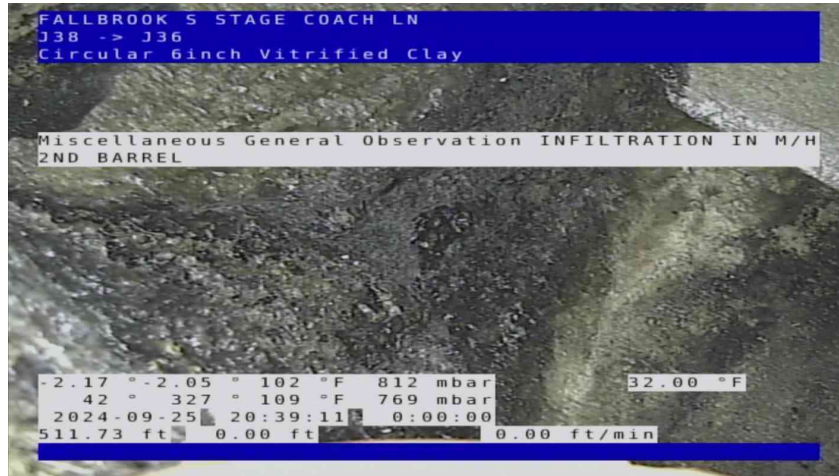 FALLBROOK S STAGE COACH LN
J38 -> J36
Circular 6inch Vitrified Clay
Miscellaneous General Observation INFILTRATION IN M/H
2ND BARREL
-2.17 °-2.05 ° 102 °F 812 mbar 32.00 °F
42 ° 327 ° 109 °F 769 mbar
2024-09-25 20:39:11 0:00:00
511.73 ft 0.00 ft 0.00 ft/min